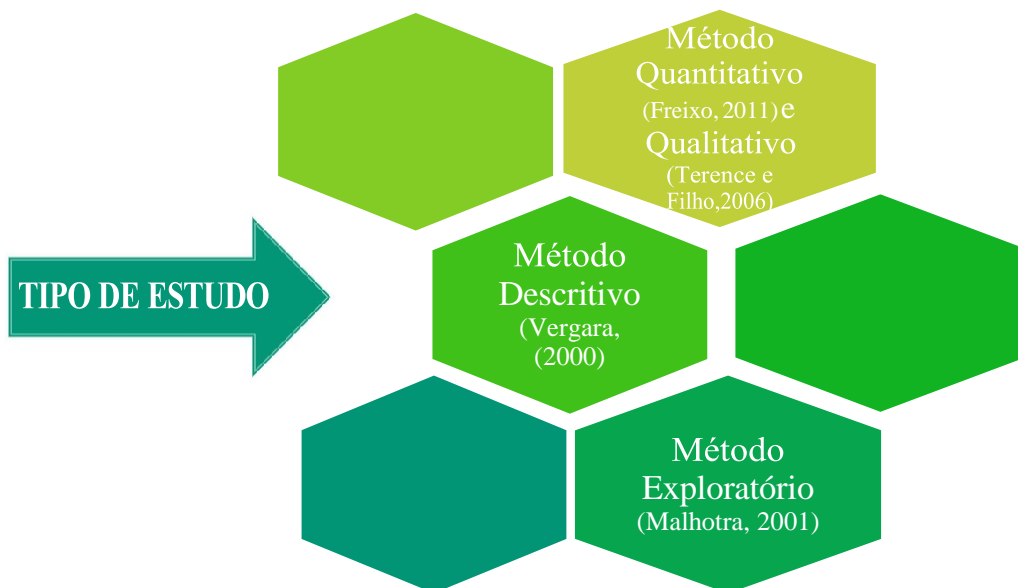 Método
Quantitativo
(Freixo, 2011) e
Qualitativo
(Terence e
Filho,2006)
TIPO DE ESTUDO
Método
Descritivo
(Vergara,
(2000)
Método
Exploratório
(Malhotra, 2001)